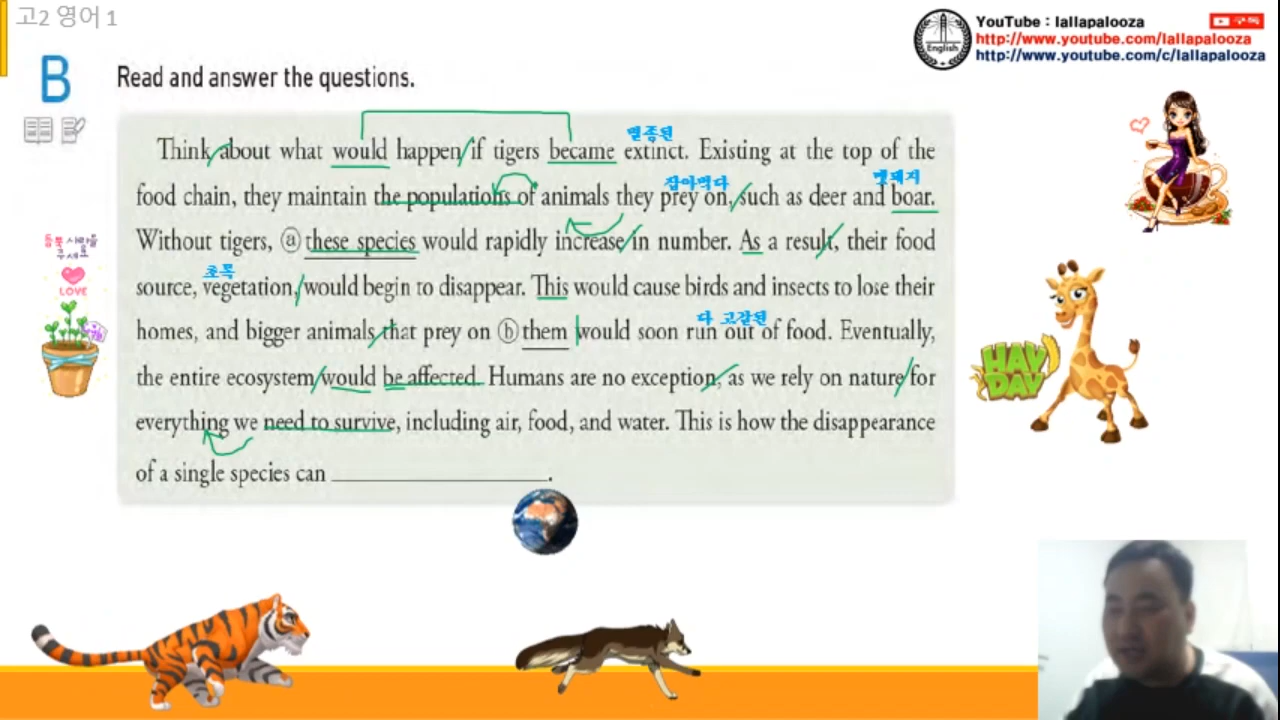 고2 영어 1
YouTube : lallapalooza
구독
http://www.youtube.com/lallapalooza
http://www.youtube.com/c/lallapalooza
English
B
Read and answer the questions.
멸종된
Think about what would happen if tigers became extinct. Existing at the top of the
잡아먹다 멧돼지
food chain, they maintain the populations of animals they prey on, such as deer and boar.
Without tigers, ⓐ these species would rapidly increase in number. As a result, their food
초목
source, vegetation, would begin to disappear. This would cause birds and insects to lose their
다 고갈된
homes, and bigger animals that prey on ⓑ them would soon run out of food. Eventually,
the entire ecosystem would be affected. Humans are no exception, as we rely on nature for
everything we need to survive, including air, food, and water. This is how the disappearance
of a single species can .
LOVE
HAY
DAY